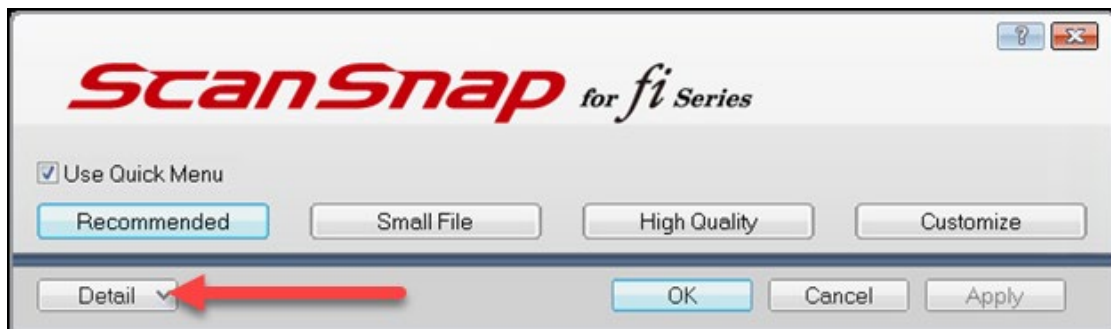 ?
ScanSnap for fi Series
Use Quick Menu
Recommended Small File High Quality Customize
Detail OK Cancel Apply